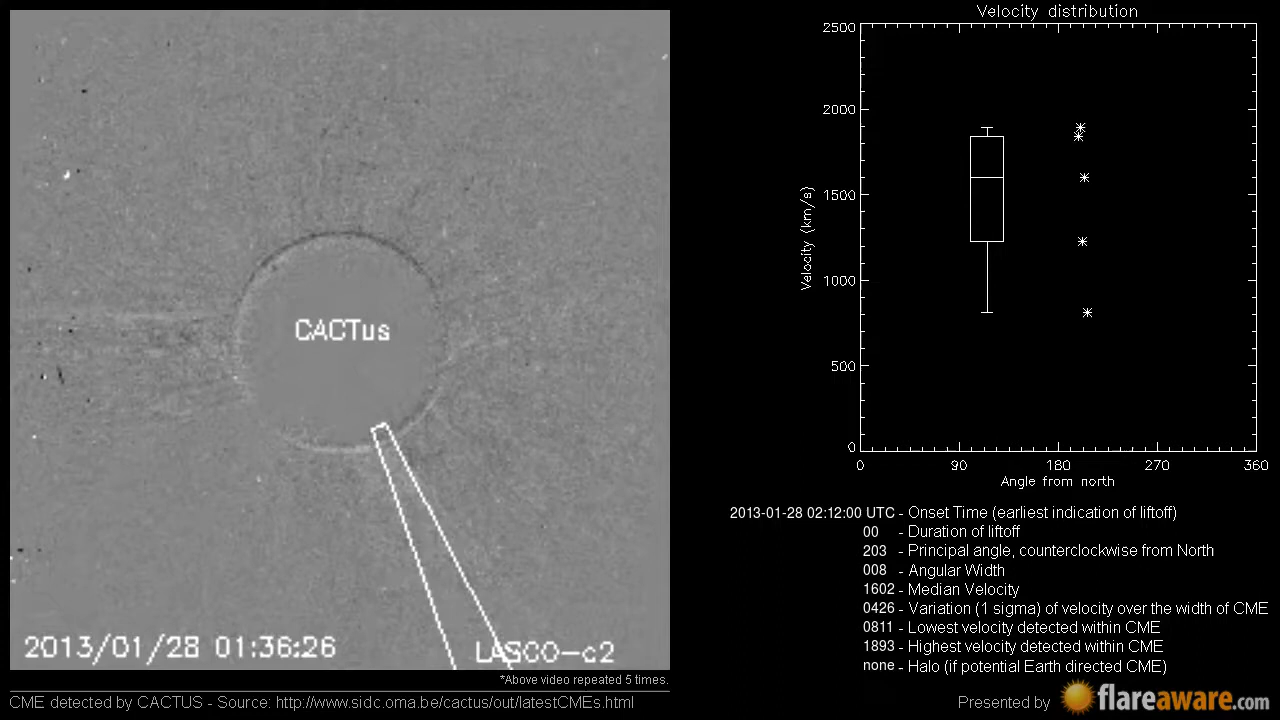 CACTus
2013/01/28 01:36:26
LASCO-c2
*Above video repeated 5 times.
CME detected by CACTUS - Source: http://www.sidc.oma.be/cactus/out/latestCMEs.html
Velocity distribution
2500
2000
1500
1000
500
0
Velocity (km/s)
0 90 180 270 360
Angle from north
2013-01-28 02:12:00 UTC - Onset Time (earliest indication of liftoff)
00 - Duration of liftoff
203 - Principal angle, counterclockwise from North
008 - Angular Width
1602 - Median Velocity
0426 - Variation (1 sigma) of velocity over the width of CME
0811 - Lowest velocity detected within CME
1893 - Highest velocity detected within CME
none - Halo (if potential Earth directed CME)
Presented by flareaware.com